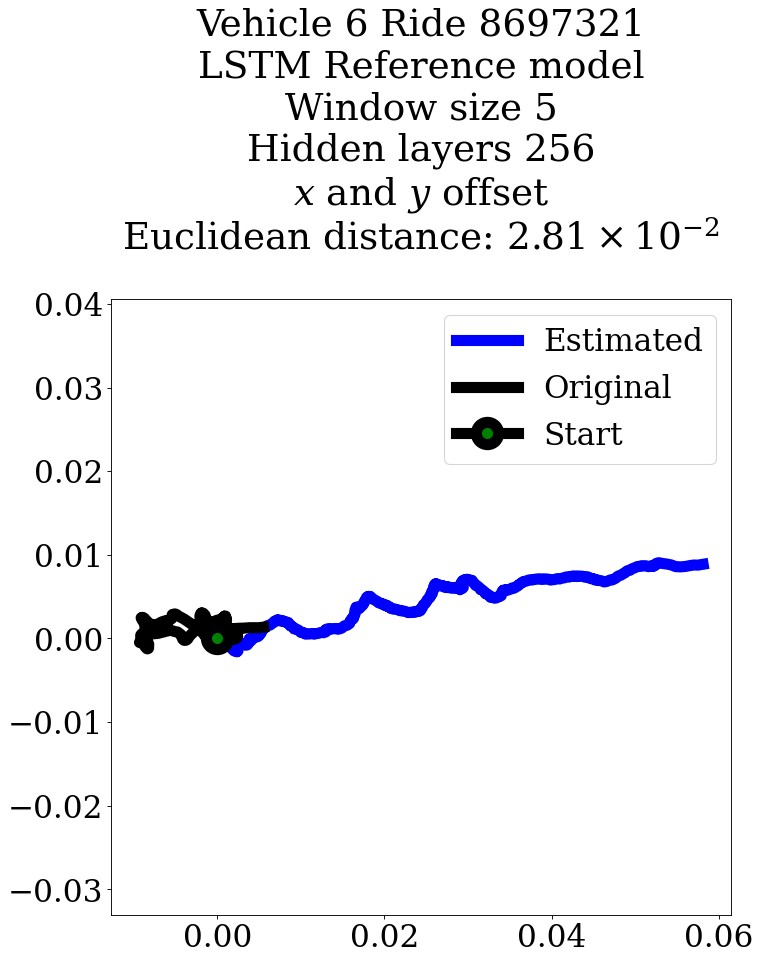 Vehicle 6 Ride 8697321
LSTM Reference model
Window size 5
Hidden layers 256
x and y offset
Euclidean distance: 2.81 × 10⁻²
0.04
0.03
0.02
0.01
0.00
−0.01
−0.02
−0.03
Estimated
Original
Start
0.00 0.02 0.04 0.06